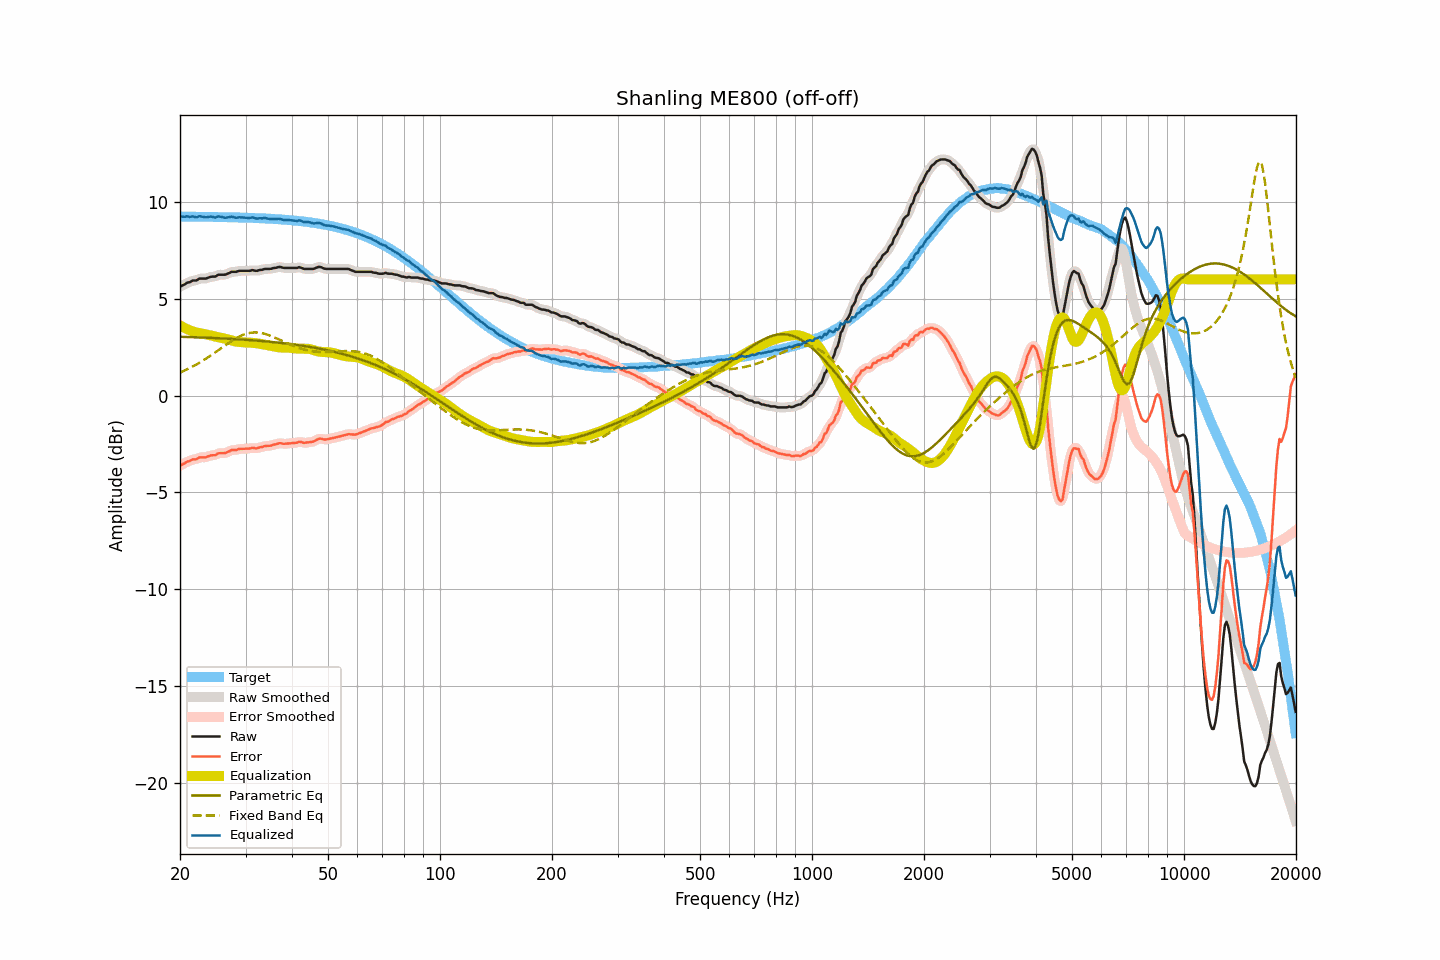 Shanling ME800 (off-off)
Amplitude (dBr)
10
5
0
−5
−10
−15
−20
Target
Raw Smoothed
Error Smoothed
Raw
Error
Equalization
Parametric Eq
Fixed Band Eq
Equalized
20 50 100 200 500 1000 2000 5000 10000 20000
Frequency (Hz)